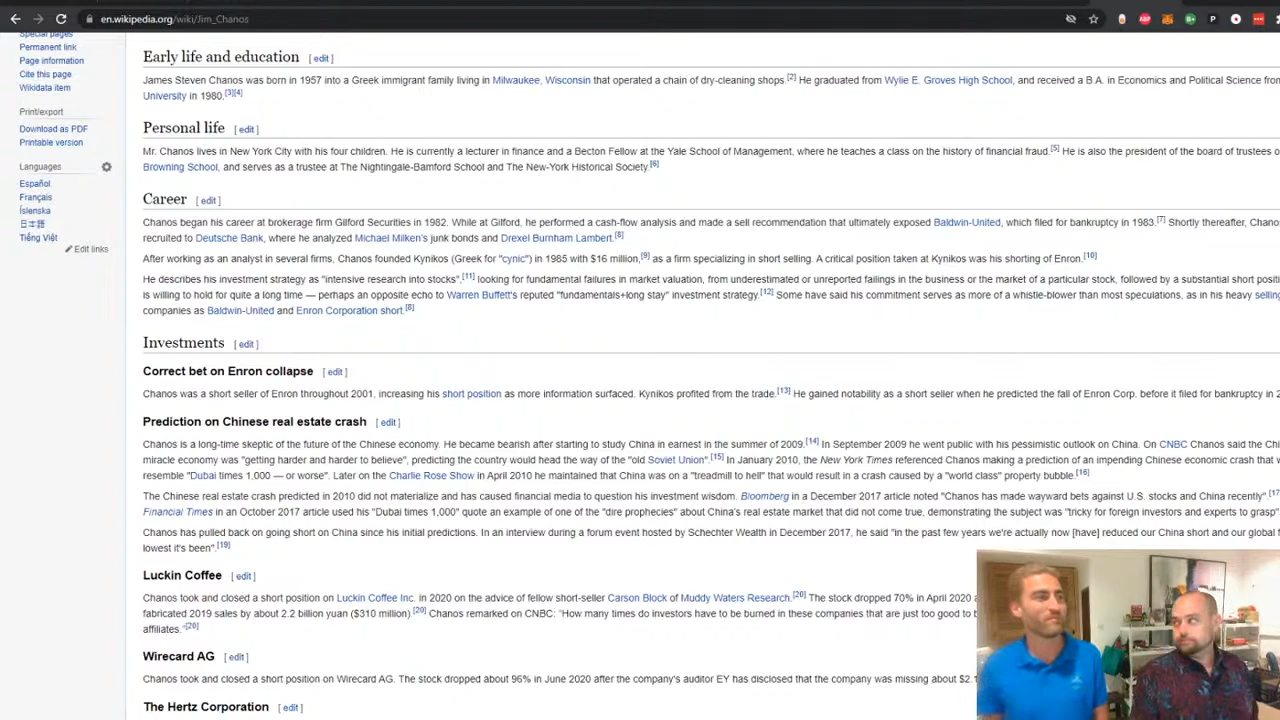 en.wikipedia.org/wiki/Jim_Chanos
Special pages
Permanent link
Page information
Cite this page
Wikidata item
Print/export
Download as PDF
Printable version
Languages
Español
Français
Íslenska
日本語
Tiếng Việt
Edit links
Early life and education [ edit ]
James Steven Chanos was born in 1957 into a Greek immigrant family living in Milwaukee, Wisconsin that operated a chain of dry-cleaning shops.[2] He graduated from Wylie E. Groves High School, and received a B.A. in Economics and Political Science from
University in 1980.[3][4]
Personal life [ edit ]
Mr. Chanos lives in New York City with his four children. He is currently a lecturer in finance and a Becton Fellow at the Yale School of Management, where he teaches a class on the history of financial fraud.[5] He is also the president of the board of trustees o
Browning School, and serves as a trustee at The Nightingale-Bamford School and The New-York Historical Society.[6]
Career [ edit ]
Chanos began his career at brokerage firm Gilford Securities in 1982. While at Gilford, he performed a cash-flow analysis and made a sell recommendation that ultimately exposed Baldwin-United, which filed for bankruptcy in 1983.[7] Shortly thereafter, Chano
recruited to Deutsche Bank, where he analyzed Michael Milken's junk bonds and Drexel Burnham Lambert.[8]
After working as an analyst in several firms, Chanos founded Kynikos (Greek for "cynic") in 1985 with $16 million,[9] as a firm specializing in short selling. A critical position taken at Kynikos was his shorting of Enron.[10]
He describes his investment strategy as "intensive research into stocks",[11] looking for fundamental failures in market valuation, from underestimated or unreported failings in the business or the market of a particular stock, followed by a substantial short positi
is willing to hold for quite a long time — perhaps an opposite echo to Warren Buffett's reputed "fundamentals+long stay" investment strategy.[12] Some have said his commitment serves as more of a whistle-blower than most speculations, as in his heavy selling
companies as Baldwin-United and Enron Corporation short.[8]
Investments [ edit ]
Correct bet on Enron collapse [ edit ]
Chanos was a short seller of Enron throughout 2001, increasing his short position as more information surfaced. Kynikos profited from the trade.[13] He gained notability as a short seller when he predicted the fall of Enron Corp. before it filed for bankruptcy in 2
Prediction on Chinese real estate crash [ edit ]
Chanos is a long-time skeptic of the future of the Chinese economy. He became bearish after starting to study China in earnest in the summer of 2009.[14] In September 2009 he went public with his pessimistic outlook on China. On CNBC Chanos said the Chi
miracle economy was "getting harder and harder to believe", predicting the country would head the way of the "old Soviet Union".[15] In January 2010, the New York Times referenced Chanos making a prediction of an impending Chinese economic crash that w
resemble "Dubai times 1,000 — or worse". Later on the Charlie Rose Show in April 2010 he maintained that China was on a "treadmill to hell" that would result in a crash caused by a "world class" property bubble.[16]
The Chinese real estate crash predicted in 2010 did not materialize and has caused financial media to question his investment wisdom. Bloomberg in a December 2017 article noted "Chanos has made wayward bets against U.S. stocks and China recently".[17
Financial Times in an October 2017 article used his "Dubai times 1,000" quote an example of one of the "dire prophecies" about China's real estate market that did not come true, demonstrating the subject was "tricky for foreign investors and experts to grasp"
Chanos has pulled back on going short on China since his initial predictions. In an interview during a forum event hosted by Schechter Wealth in December 2017, he said "in the past few years we're actually now [have] reduced our China short and our global f
lowest it's been".[19]
Luckin Coffee [ edit ]
Chanos took and closed a short position on Luckin Coffee Inc. in 2020 on the advice of fellow short-seller Carson Block of Muddy Waters Research.[20] The stock dropped 70% in April 2020 a
fabricated 2019 sales by about 2.2 billion yuan ($310 million).[20] Chanos remarked on CNBC: "How many times do investors have to be burned in these companies that are just too good to b
affiliates."[20]
Wirecard AG [ edit ]
Chanos took and closed a short position on Wirecard AG. The stock dropped about 96% in June 2020 after the company's auditor EY has disclosed that the company was missing about $2.1
The Hertz Corporation [ edit ]